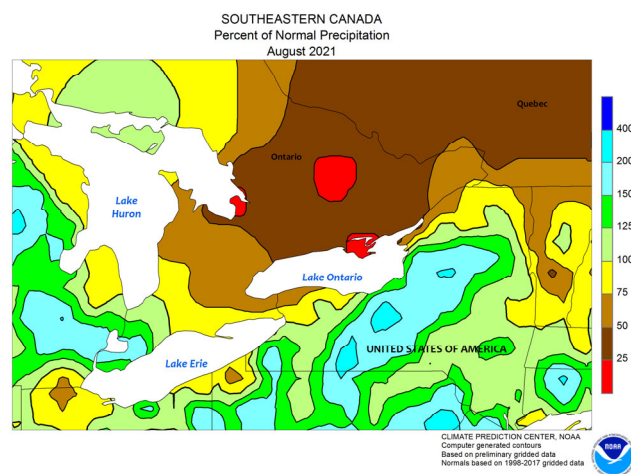 SOUTHEASTERN CANADA
Percent of Normal Precipitation
August 2021
Quebec
Ontario
Lake
Huron
Lake Ontario
UNITED STATES OF AMERICA
Lake Erie
400
200
150
125
100
75
50
25
CLIMATE PREDICTION CENTER, NOAA
Computer generated contours
Based on preliminary gridded data
Normals based on 1998-2017 gridded data
NOAA